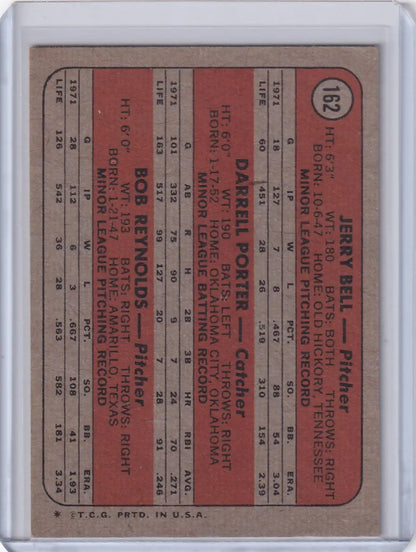 162
JERRY BELL — Pitcher
HT: 6'3" WT: 180 BATS: BOTH THROWS: RIGHT
BORN: 10-6-47 HOME: OLD HICKORY, TENNESSEE
MINOR LEAGUE PITCHING RECORD
G IP W L PCT. SO. BB. ERA.
1971 18 127 14 7 .667 88 54 3.04
LIFE 60 451 28 26 .519 310 154 2.39
DARRELL PORTER — Catcher
HT: 6'0" WT: 190 BATS: LEFT
BORN: 1-17-52 HOME: OKLAHOMA CITY, OKLAHOMA
MINOR LEAGUE BATTING RECORD
G AB R H 2B 3B HR RBI AVG.
1971 101 332 75 90 9 7 24 70 .271
LIFE 163 517 99 127 20 7 28 91 .246
BOB REYNOLDS — Pitcher
HT: 6'0" WT: 193 BATS: RIGHT THROWS: RIGHT
BORN: 1-21-47 HOME: AMARILLO, TEXAS
MINOR LEAGUE PITCHING RECORD
G IP W L PCT. SO. BB. ERA.
1971 28 112 6 3 .667 108 41 1.93
LIFE 126 542 36 28 .563 582 181 3.34
* ©T.C.G. PRTD. IN U.S.A.